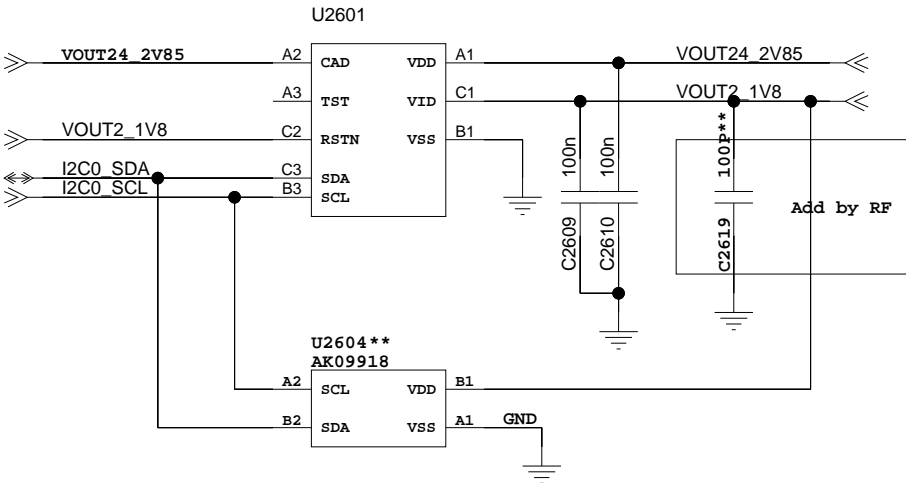 U2601
VOUT24_2V85
A2
CAD
VDD
A1
VOUT24_2V85
A3
TST
VID
C1
VOUT2_1V8
VOUT2_1V8
C2
RSTN
VSS
B1
I2C0_SDA
C3
SDA
I2C0_SCL
B3
SCL
100n
100n
100P**
C2609
C2610
C2619
Add by RF
U2604**
AK09918
A2
SCL
VDD
B1
B2
SDA
VSS
A1
GND